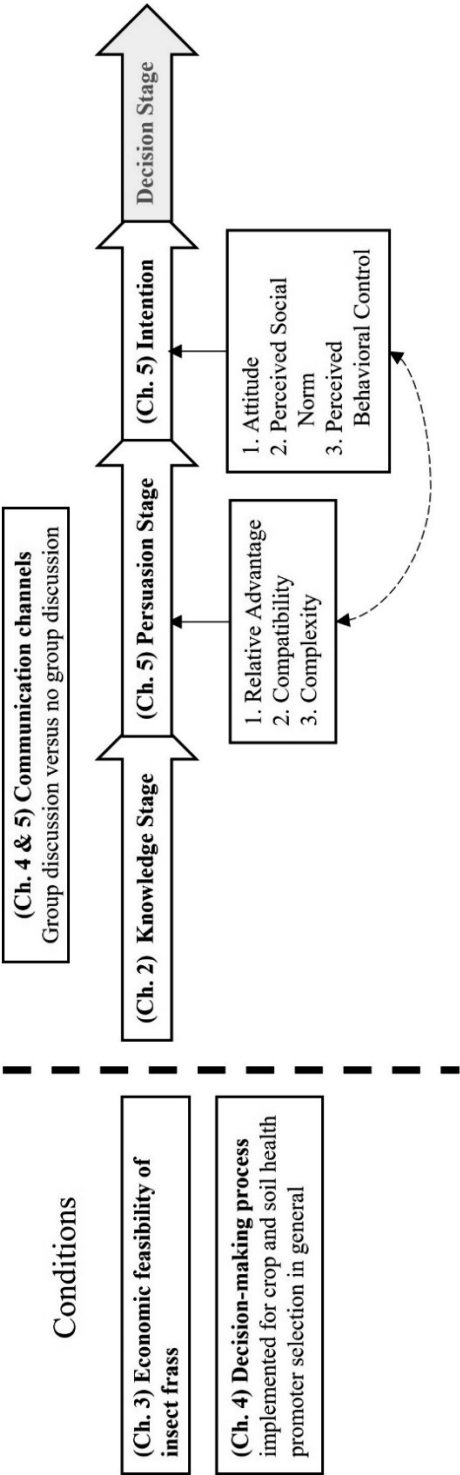 Conditions
(Ch. 3) Economic feasibility of
insect frass
(Ch. 4) Decision-making process
implemented for crop and soil health
promoter selection in general
(Ch. 4 & 5) Communication channels
Group discussion versus no group discussion
(Ch. 2) Knowledge Stage
(Ch. 5) Persuasion Stage
(Ch. 5) Intention
Decision Stage
1. Relative Advantage
2. Compatibility
3. Complexity
1. Attitude
2. Perceived Social
Norm
3. Perceived
Behavioral Control